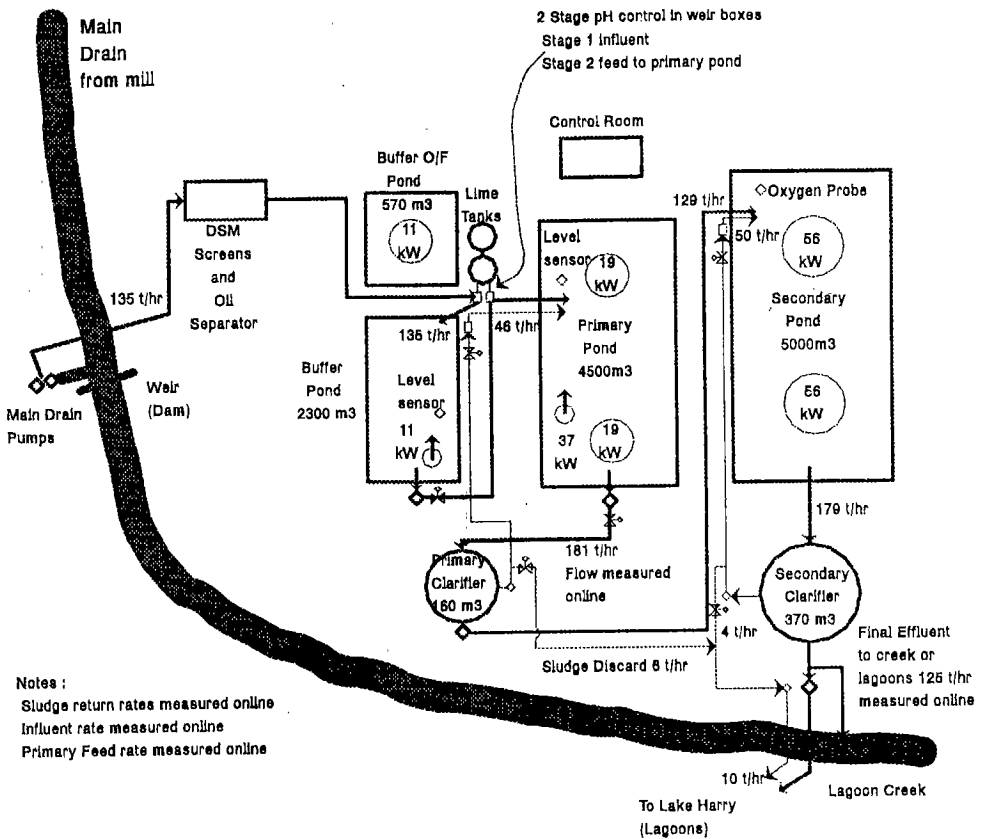 Main
Drain
from mill
2 Stage pH control in weir boxes
Stage 1 influent
Stage 2 feed to primary pond
Control Room
Buffer O/F
Pond
570 m3
11
kW
Lime
Tanks
DSM
Screens
and
Oil
Separator
135 t/hr
Main Drain
Pumps
Weir
(Dam)
135 t/hr
46 t/hr
Buffer
Pond
2300 m3
Level
sensor
11
kW
Level
sensor
19
kW
Primary
Pond
4500m3
37
kW
19
kW
129 t/hr
Oxygen Probe
50 t/hr
56
kW
Secondary
Pond
5000m3
56
kW
179 t/hr
181 t/hr
Flow measured
online
Primary
Clarifier
160 m3
Secondary
Clarifier
370 m3
4 t/hr
Sludge Discard 6 t/hr
Final Effluent
to creek or
lagoons 125 t/hr
measured online
Notes :
Sludge return rates measured online
Influent rate measured online
Primary Feed rate measured online
10 t/hr
Lagoon Creek
To Lake Harry
(Lagoons)